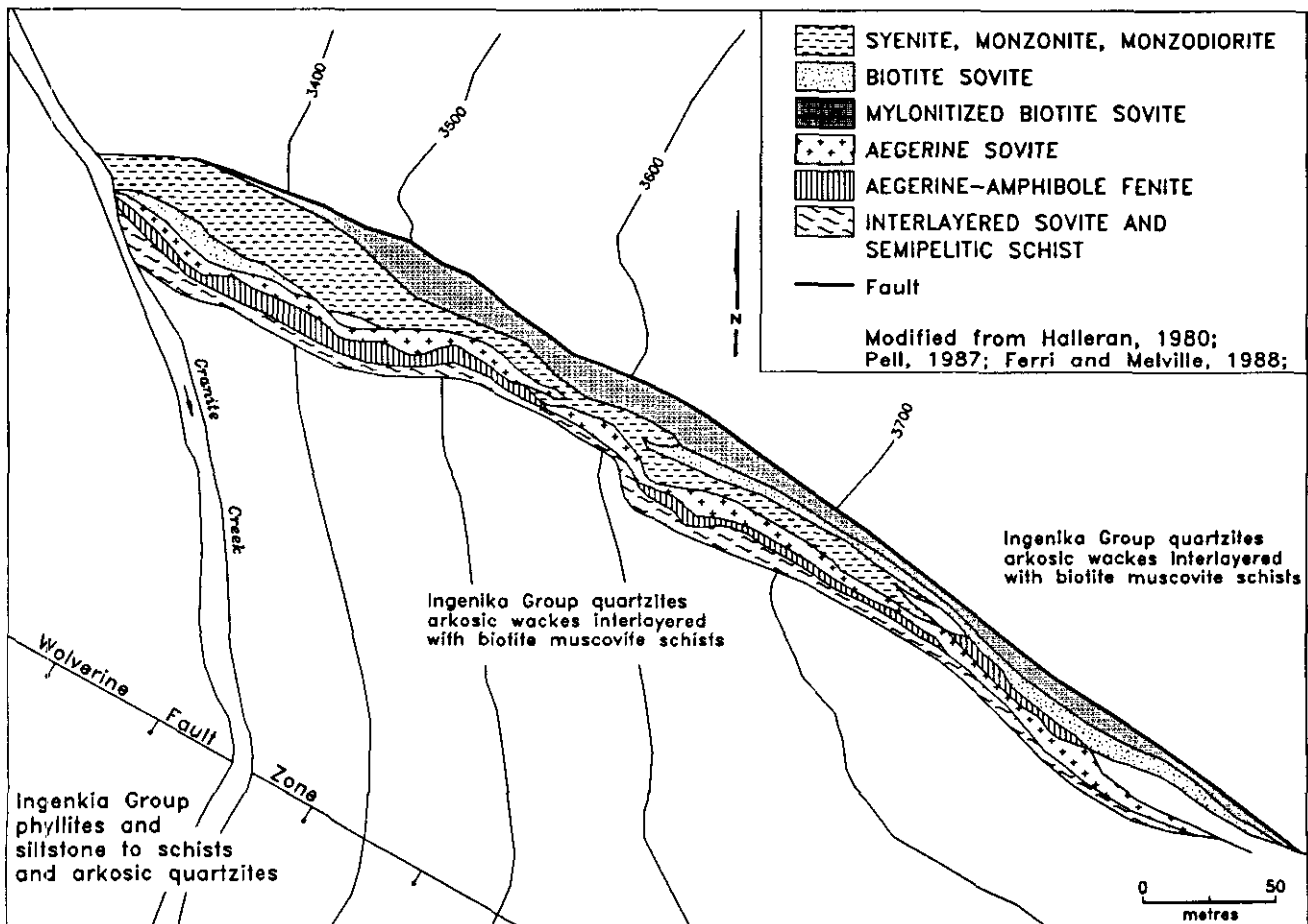 SYENITE, MONZONITE, MONZODIORITE
BIOTITE SOVITE
MYLONITIZED BIOTITE SOVITE
AEGERINE SOVITE
AEGERINE-AMPHIBOLE FENITE
INTERLAYERED SOVITE AND
SEMIPELITIC SCHIST
Fault
Modified from Halleran, 1980;
Pell, 1987; Ferri and Melville, 1988;
3400
3500
3600
N
3700
Granite
Creek
Ingenika Group quartzites
arkosic wackes interlayered
with biotite muscovite schists
Ingenika Group quartzites
arkosic wackes interlayered
with biotite muscovite schists
Wolverine
Fault
Zone
Ingenkia Group
phyllites and
siltstone to schists
and arkosic quartzites
0 50
metres